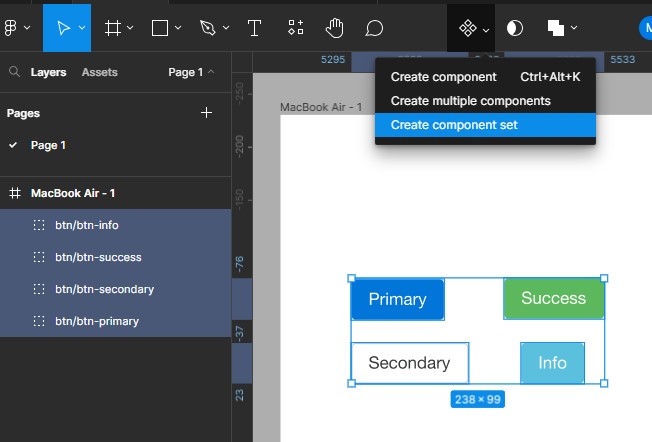 M
5295
5533
Layers
Assets
Page 1
Create component Ctrl+Alt+K
Create multiple components
Create component set
Pages
Page 1
MacBook Air - 1
btn/btn-info
btn/btn-success
btn/btn-secondary
btn/btn-primary
-250
-200
-150
-76
-37
23
MacBook Air - 1
Primary
Success
Secondary
Info
238 × 99